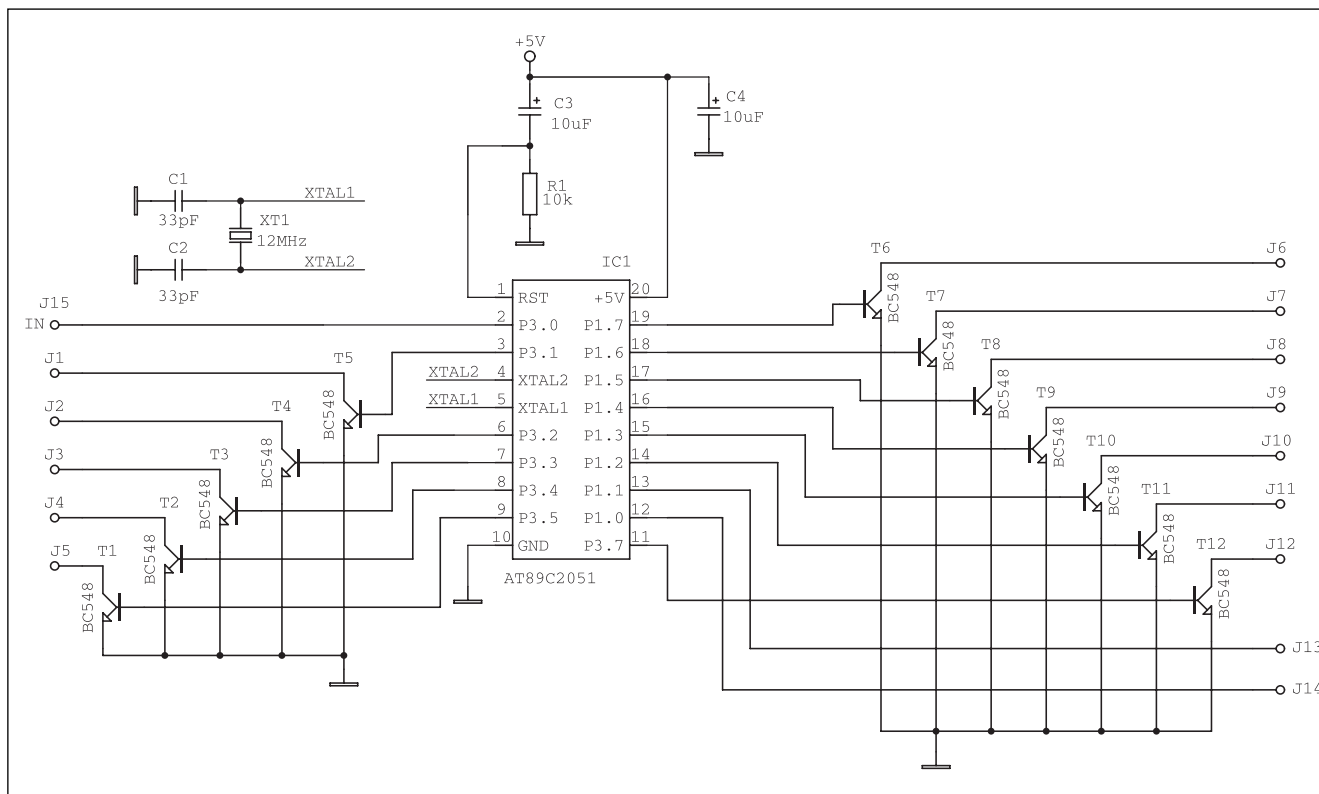 +5V
C3
10uF
C4
10uF
C1
33pF
XTAL1
XT1
12MHz
C2
33pF
XTAL2
R1
10k
IC1
J15
IN
1 RST +5V 20
2 P3.0 P1.7 19
3 P3.1 P1.6 18
XTAL2 4 XTAL2 P1.5 17
XTAL1 5 XTAL1 P1.4 16
6 P3.2 P1.3 15
7 P3.3 P1.2 14
8 P3.4 P1.1 13
9 P3.5 P1.0 12
10 GND P3.7 11
AT89C2051
J1
T5
BC548
J2
T4
BC548
J3
T3
BC548
J4
T2
BC548
J5
T1
BC548
T6
BC548
J6
T7
BC548
J7
T8
BC548
J8
T9
BC548
J9
T10
BC548
J10
T11
BC548
J11
T12
BC548
J12
J13
J14